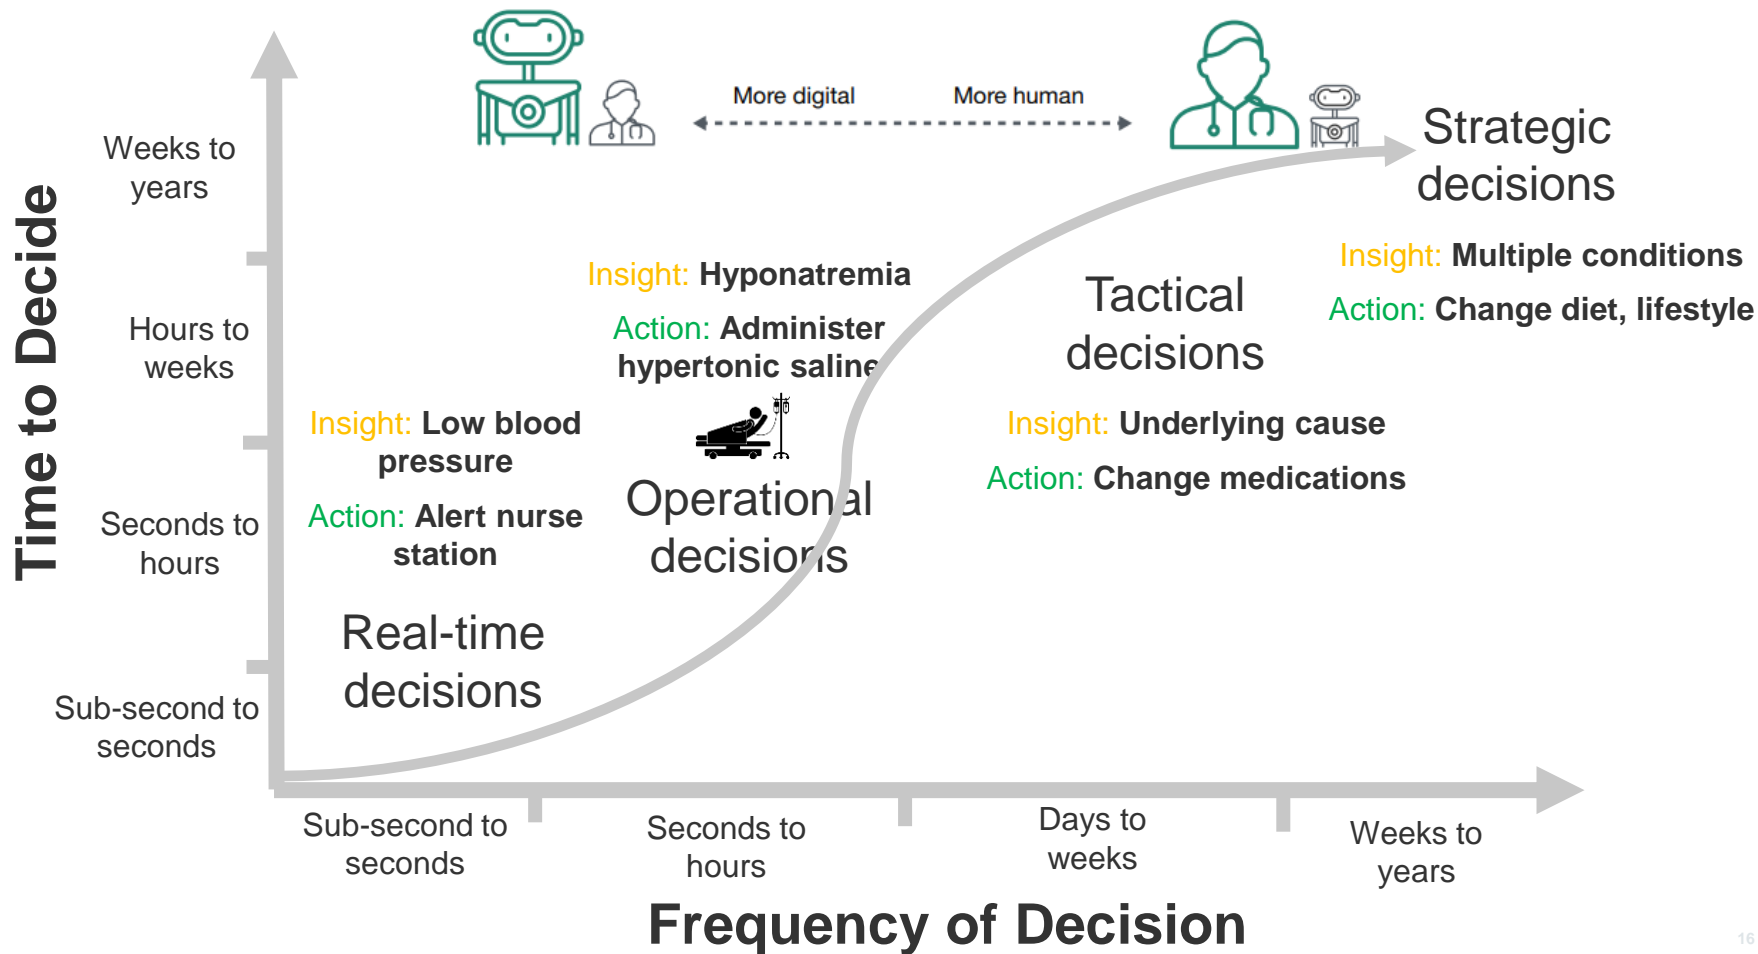 More digital
More human
Strategic
decisions
Insight: Multiple conditions
Action: Change diet, lifestyle
Time to Decide
Weeks to
years
Hours to
weeks
Seconds to
hours
Sub-second to
seconds
Insight: Hyponatremia
Action: Administer
hypertonic saline
Operational
decisions
Tactical
decisions
Insight: Underlying cause
Action: Change medications
Insight: Low blood
pressure
Action: Alert nurse
station
Real-time
decisions
Sub-second to
seconds
Seconds to
hours
Days to
weeks
Weeks to
years
Frequency of Decision
16